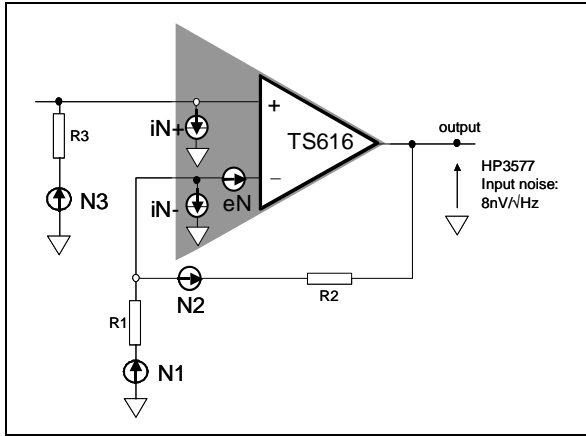 +
R3
iN+
TS616
output
HP3577
Input noise:
8nV/√Hz
N3
−
iN-
eN
N2
R2
R1
N1